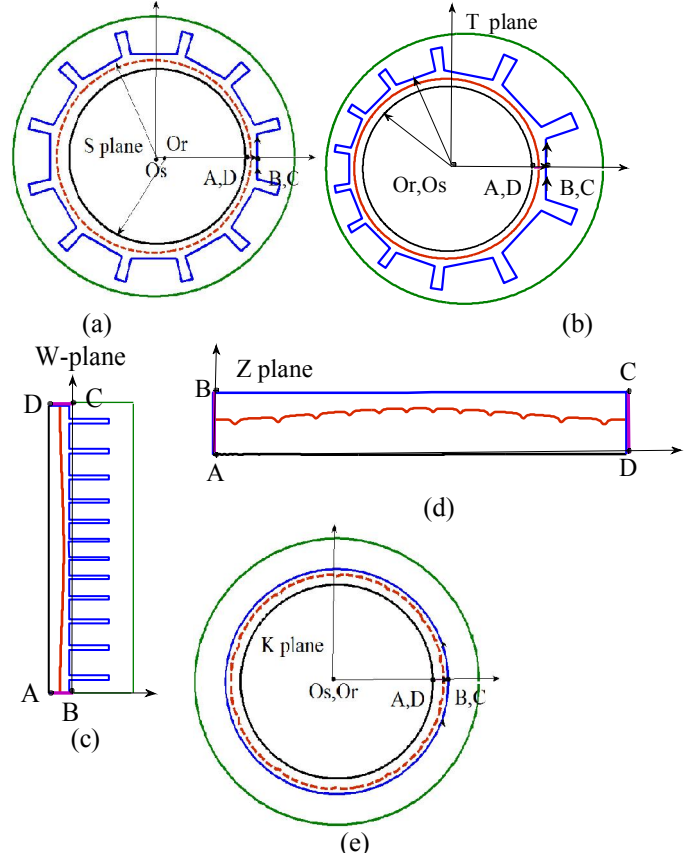 S plane
Or
Os
A,D
B,C
(a)
T plane
Or,Os
A,D
B,C
(b)
W-plane
D
C
A
B
(c)
Z plane
B
C
A
D
(d)
K plane
Os,Or
A,D
B,C
(e)